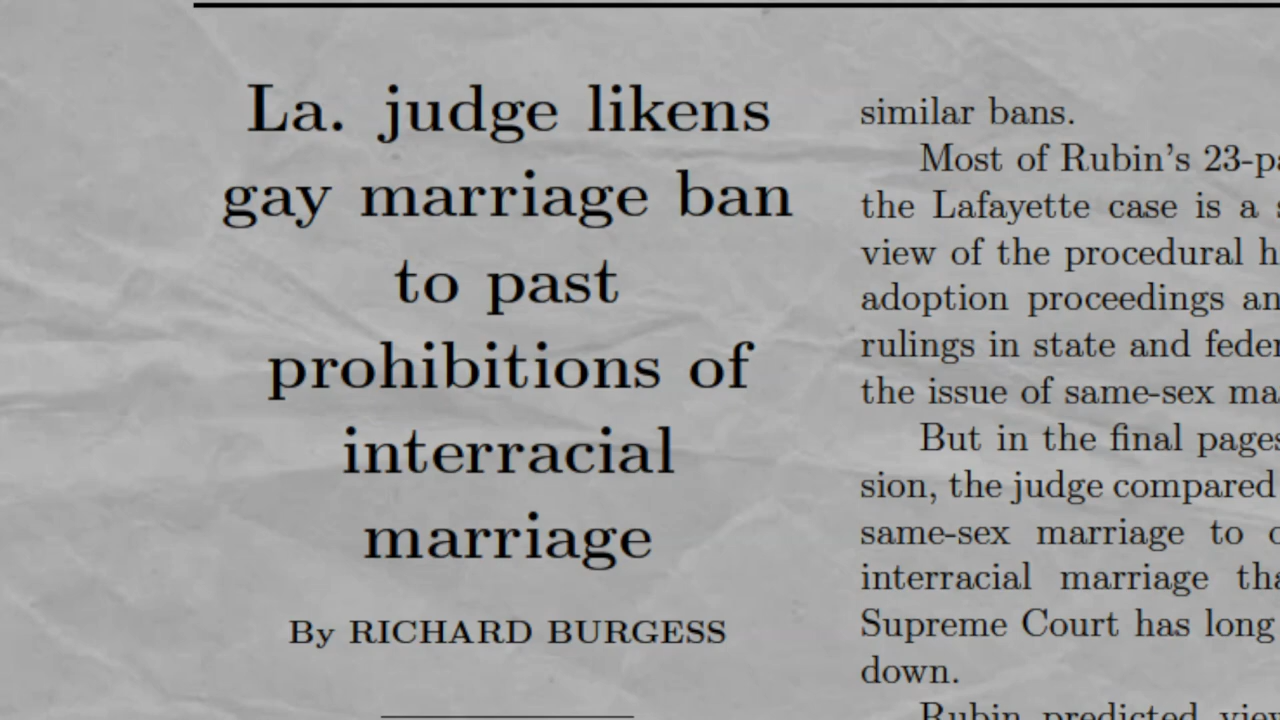 La. judge likens
gay marriage ban
to past
prohibitions of
interracial
marriage
By RICHARD BURGESS
similar bans.
Most of Rubin's
the Lafayette case is a
view of the procedural
adoption proceedings
rulings in state and
the issue of same-sex
But in the final
sion, the judge compared
same-sex marriage to
interracial marriage
Supreme Court has long
down.
Rubin predicted